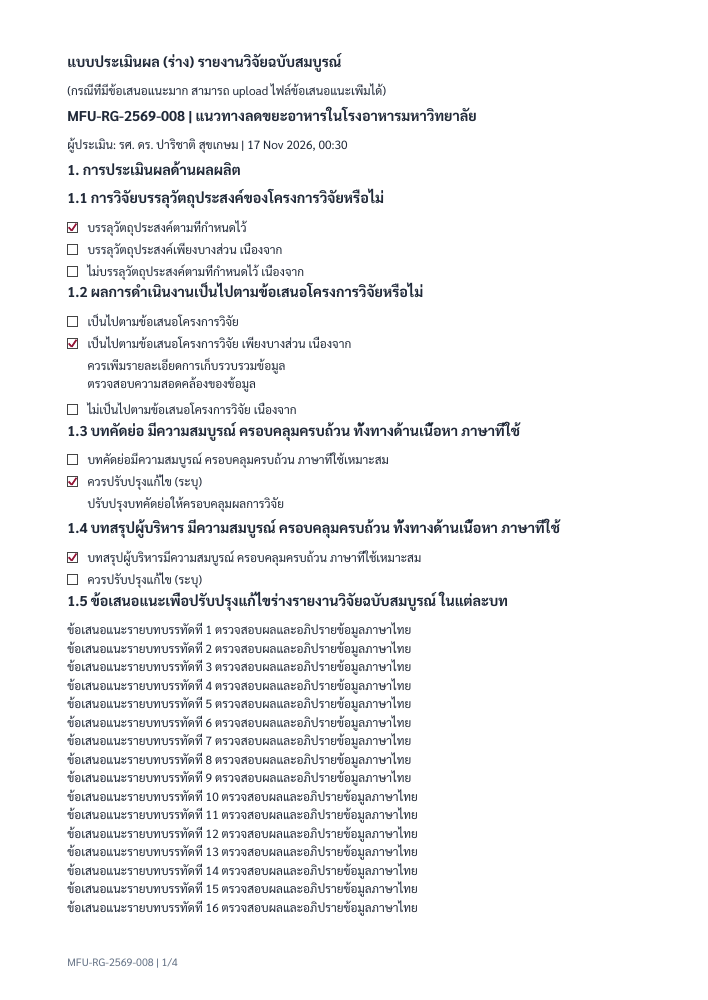 แบบประเมินผล (ร่าง) รายงานวิจัยฉบับสมบูรณ์
(กรณีที่มีข้อเสนอแนะมาก สามารถ upload ไฟล์ข้อเสนอแนะเพิ่มได้)
MFU-RG-2569-008 | แนวทางลดขยะอาหารในโรงอาหารมหาวิทยาลัย
ผู้ประเมิน: รศ. ดร. ปาริชาติ สุขเกษม | 17 Nov 2026, 00:30
1. การประเมินผลด้านผลผลิต
1.1 การวิจัยบรรลุวัตถุประสงค์ของโครงการวิจัยหรือไม่
บรรลุวัตถุประสงค์ตามที่กำหนดไว้
บรรลุวัตถุประสงค์เพียงบางส่วน เนื่องจาก
ไม่บรรลุวัตถุประสงค์ตามที่กำหนดไว้ เนื่องจาก
1.2 ผลการดำเนินงานเป็นไปตามข้อเสนอโครงการวิจัยหรือไม่
เป็นไปตามข้อเสนอโครงการวิจัย
เป็นไปตามข้อเสนอโครงการวิจัย เพียงบางส่วน เนื่องจาก
ควรเพิ่มรายละเอียดการเก็บรวบรวมข้อมูล
ตรวจสอบความสอดคล้องของข้อมูล
ไม่เป็นไปตามข้อเสนอโครงการวิจัย เนื่องจาก
1.3 บทคัดย่อ มีความสมบูรณ์ ครอบคลุมครบถ้วน ทั้งทางด้านเนื้อหา ภาษาที่ใช้
บทคัดย่อมีความสมบูรณ์ ครอบคลุมครบถ้วน ภาษาที่ใช้เหมาะสม
ควรปรับปรุงแก้ไข (ระบุ)
ปรับปรุงบทคัดย่อให้ครอบคลุมผลการวิจัย
1.4 บทสรุปผู้บริหาร มีความสมบูรณ์ ครอบคลุมครบถ้วน ทั้งทางด้านเนื้อหา ภาษาที่ใช้
บทสรุปผู้บริหารมีความสมบูรณ์ ครอบคลุมครบถ้วน ภาษาที่ใช้เหมาะสม
ควรปรับปรุงแก้ไข (ระบุ)
1.5 ข้อเสนอแนะเพื่อปรับปรุงแก้ไขร่างรายงานวิจัยฉบับสมบูรณ์ ในแต่ละบท
ข้อเสนอแนะรายบทบรรทัดที่ 1 ตรวจสอบผลและอภิปรายข้อมูลภาษาไทย
ข้อเสนอแนะรายบทบรรทัดที่ 2 ตรวจสอบผลและอภิปรายข้อมูลภาษาไทย
ข้อเสนอแนะรายบทบรรทัดที่ 3 ตรวจสอบผลและอภิปรายข้อมูลภาษาไทย
ข้อเสนอแนะรายบทบรรทัดที่ 4 ตรวจสอบผลและอภิปรายข้อมูลภาษาไทย
ข้อเสนอแนะรายบทบรรทัดที่ 5 ตรวจสอบผลและอภิปรายข้อมูลภาษาไทย
ข้อเสนอแนะรายบทบรรทัดที่ 6 ตรวจสอบผลและอภิปรายข้อมูลภาษาไทย
ข้อเสนอแนะรายบทบรรทัดที่ 7 ตรวจสอบผลและอภิปรายข้อมูลภาษาไทย
ข้อเสนอแนะรายบทบรรทัดที่ 8 ตรวจสอบผลและอภิปรายข้อมูลภาษาไทย
ข้อเสนอแนะรายบทบรรทัดที่ 9 ตรวจสอบผลและอภิปรายข้อมูลภาษาไทย
ข้อเสนอแนะรายบทบรรทัดที่ 10 ตรวจสอบผลและอภิปรายข้อมูลภาษาไทย
ข้อเสนอแนะรายบทบรรทัดที่ 11 ตรวจสอบผลและอภิปรายข้อมูลภาษาไทย
ข้อเสนอแนะรายบทบรรทัดที่ 12 ตรวจสอบผลและอภิปรายข้อมูลภาษาไทย
ข้อเสนอแนะรายบทบรรทัดที่ 13 ตรวจสอบผลและอภิปรายข้อมูลภาษาไทย
ข้อเสนอแนะรายบทบรรทัดที่ 14 ตรวจสอบผลและอภิปรายข้อมูลภาษาไทย
ข้อเสนอแนะรายบทบรรทัดที่ 15 ตรวจสอบผลและอภิปรายข้อมูลภาษาไทย
ข้อเสนอแนะรายบทบรรทัดที่ 16 ตรวจสอบผลและอภิปรายข้อมูลภาษาไทย
MFU-RG-2569-008 | 1/4